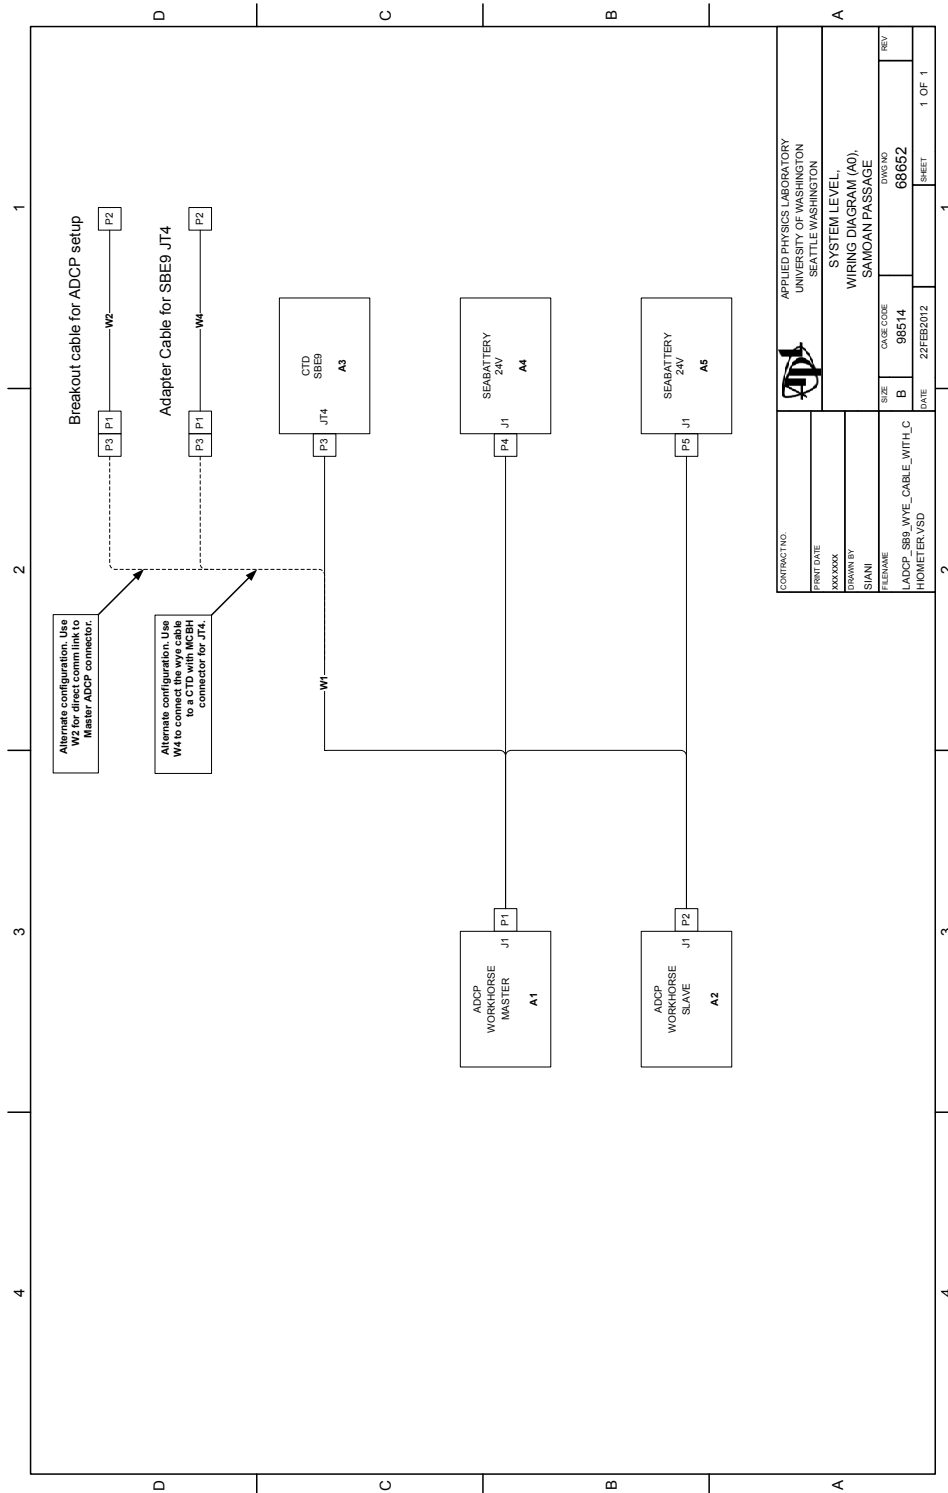 4
3
2
1
D
C
B
A
Alternate configuration. Use
W2 for direct comm link to
Master ADCP connector.
Breakout cable for ADCP setup
P3
P1
W2
P2
Alternate configuration. Use
W4 to connect the wye cable
to a CTD with MCBH
connector for JT4.
Adapter Cable for SBE9 JT4
P3
P1
W4
P2
W1
P3
JT4
CTD
SBE9
A3
ADCP
WORKHORSE
MASTER
A1
J1
P1
P4
J1
SEABATTERY
24V
A4
ADCP
WORKHORSE
SLAVE
A2
J1
P2
P5
J1
SEABATTERY
24V
A5
CONTRACT NO.
PRINT DATE
XXXXXXX
DRAWN BY
SIANI
FILENAME
LADCP_SB9_WYE_CABLE_WITH_C
HIOMETER.VSD
apl
APPLIED PHYSICS LABORATORY
UNIVERSITY OF WASHINGTON
SEATTLE WASHINGTON
SYSTEM LEVEL,
WIRING DIAGRAM (A0),
SAMOAN PASSAGE
SIZE
B
CAGE CODE
98514
DWG NO
68652
REV
DATE
22FEB2012
SHEET
1 OF 1
4
3
2
1
D
C
B
A